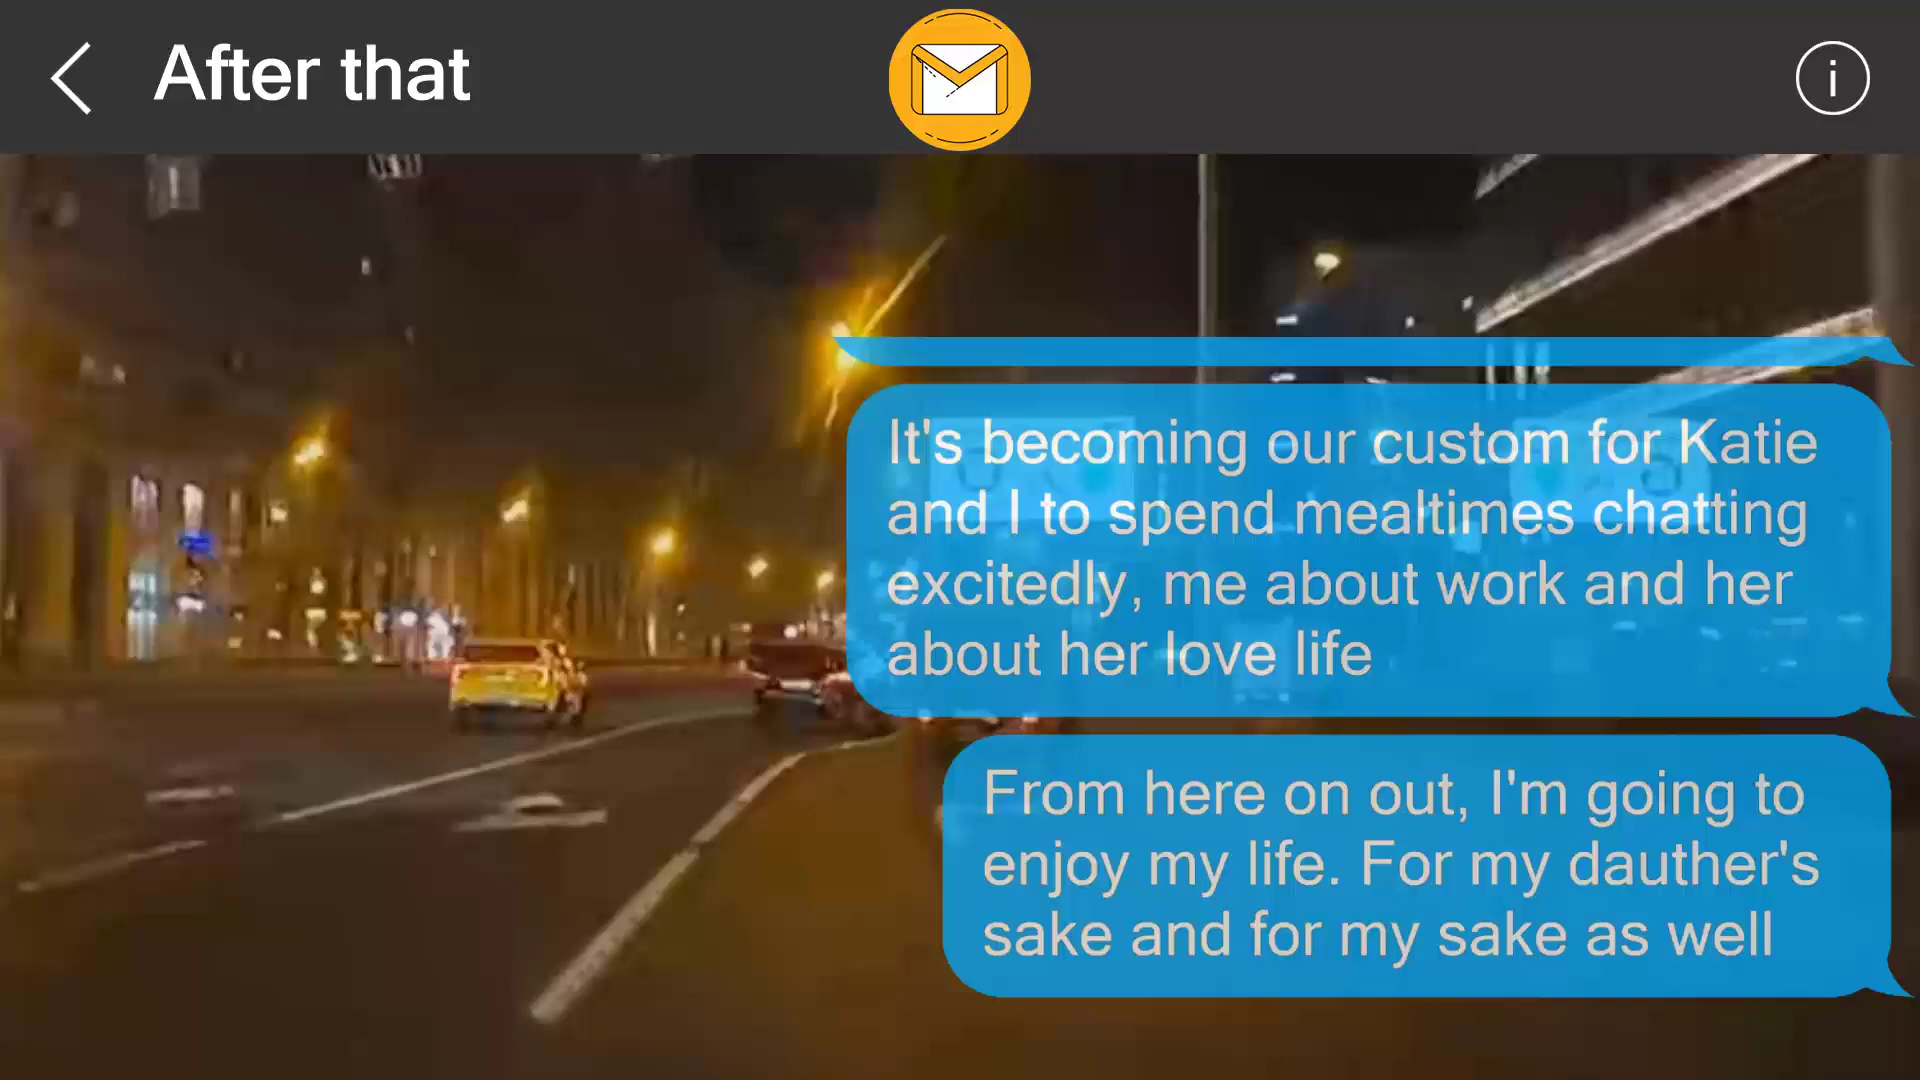 After that
It's becoming our custom for Katie
and I to spend mealtimes chatting
excitedly, me about work and her
about her love life
From here on out, I'm going to
enjoy my life. For my dauther's
sake and for my sake as well